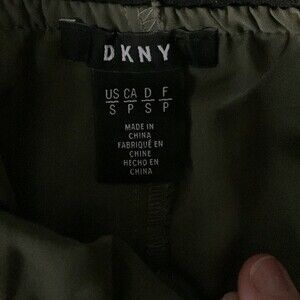 DKNY
US CA D F
S P S P
MADE IN
CHINA
FABRIQUÉ EN
CHINE
HECHO EN
CHINA